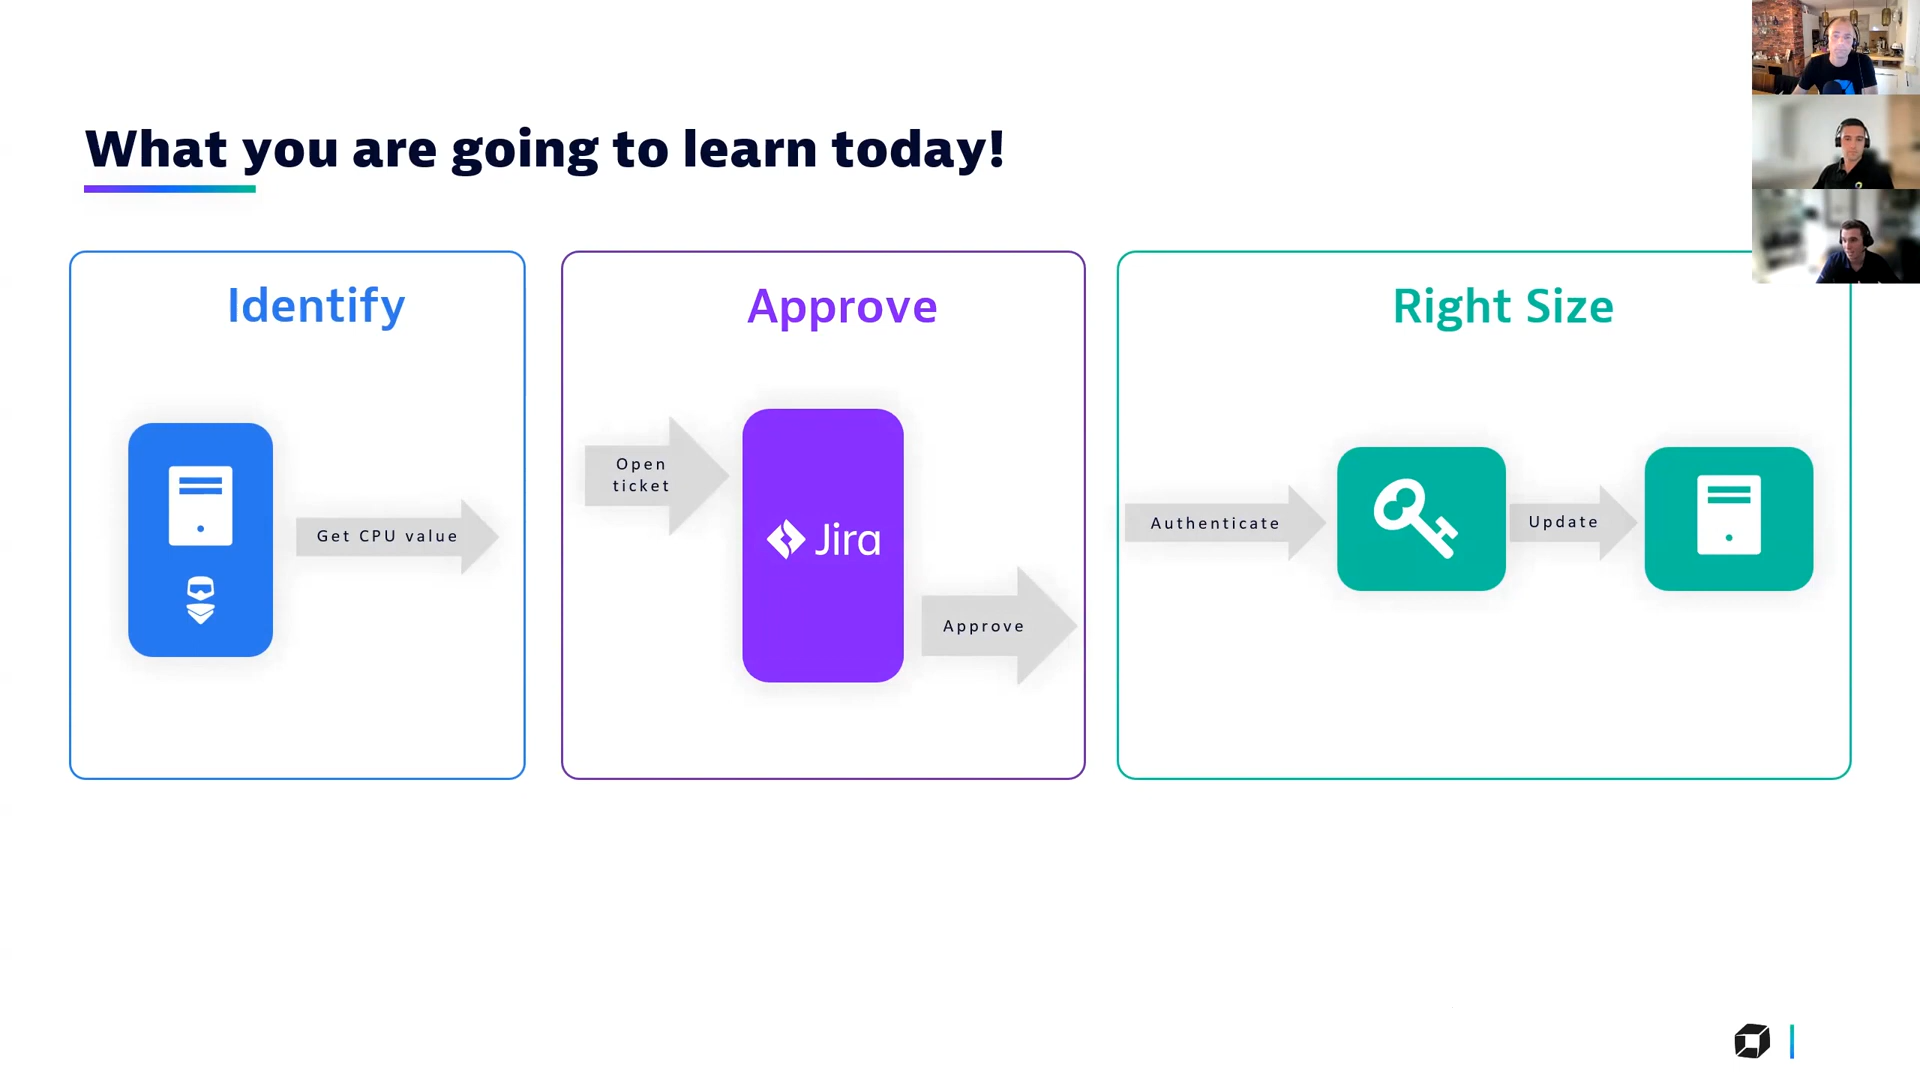 What you are going to learn today!
Identify
Get CPU value
Approve
Open
ticket
Jira
Approve
Right Size
Authenticate
Update